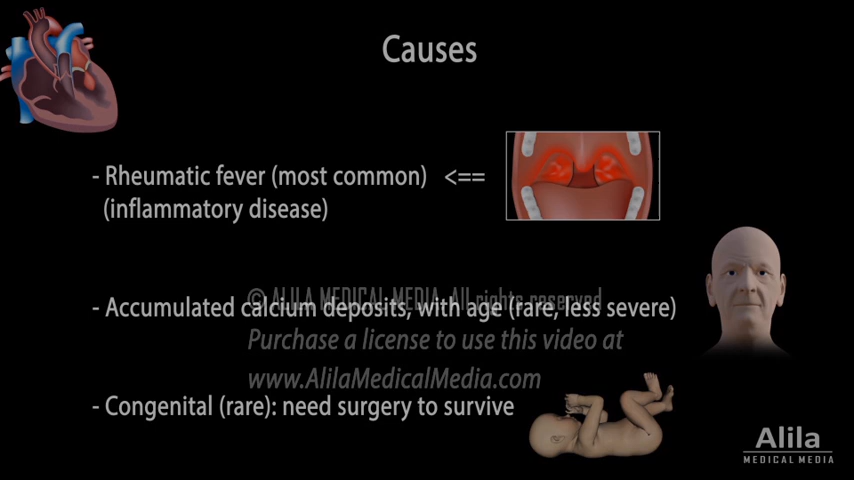 Causes
- Rheumatic fever (most common) <==
(inflammatory disease)
© ALILA MEDICAL MEDIA. All rights reserved
- Accumulated calcium deposits, with age (rare, less severe)
Purchase a license to use this video at
www.AlilaMedicalMedia.com
- Congenital (rare): need surgery to survive
Alila
MEDICAL MEDIA